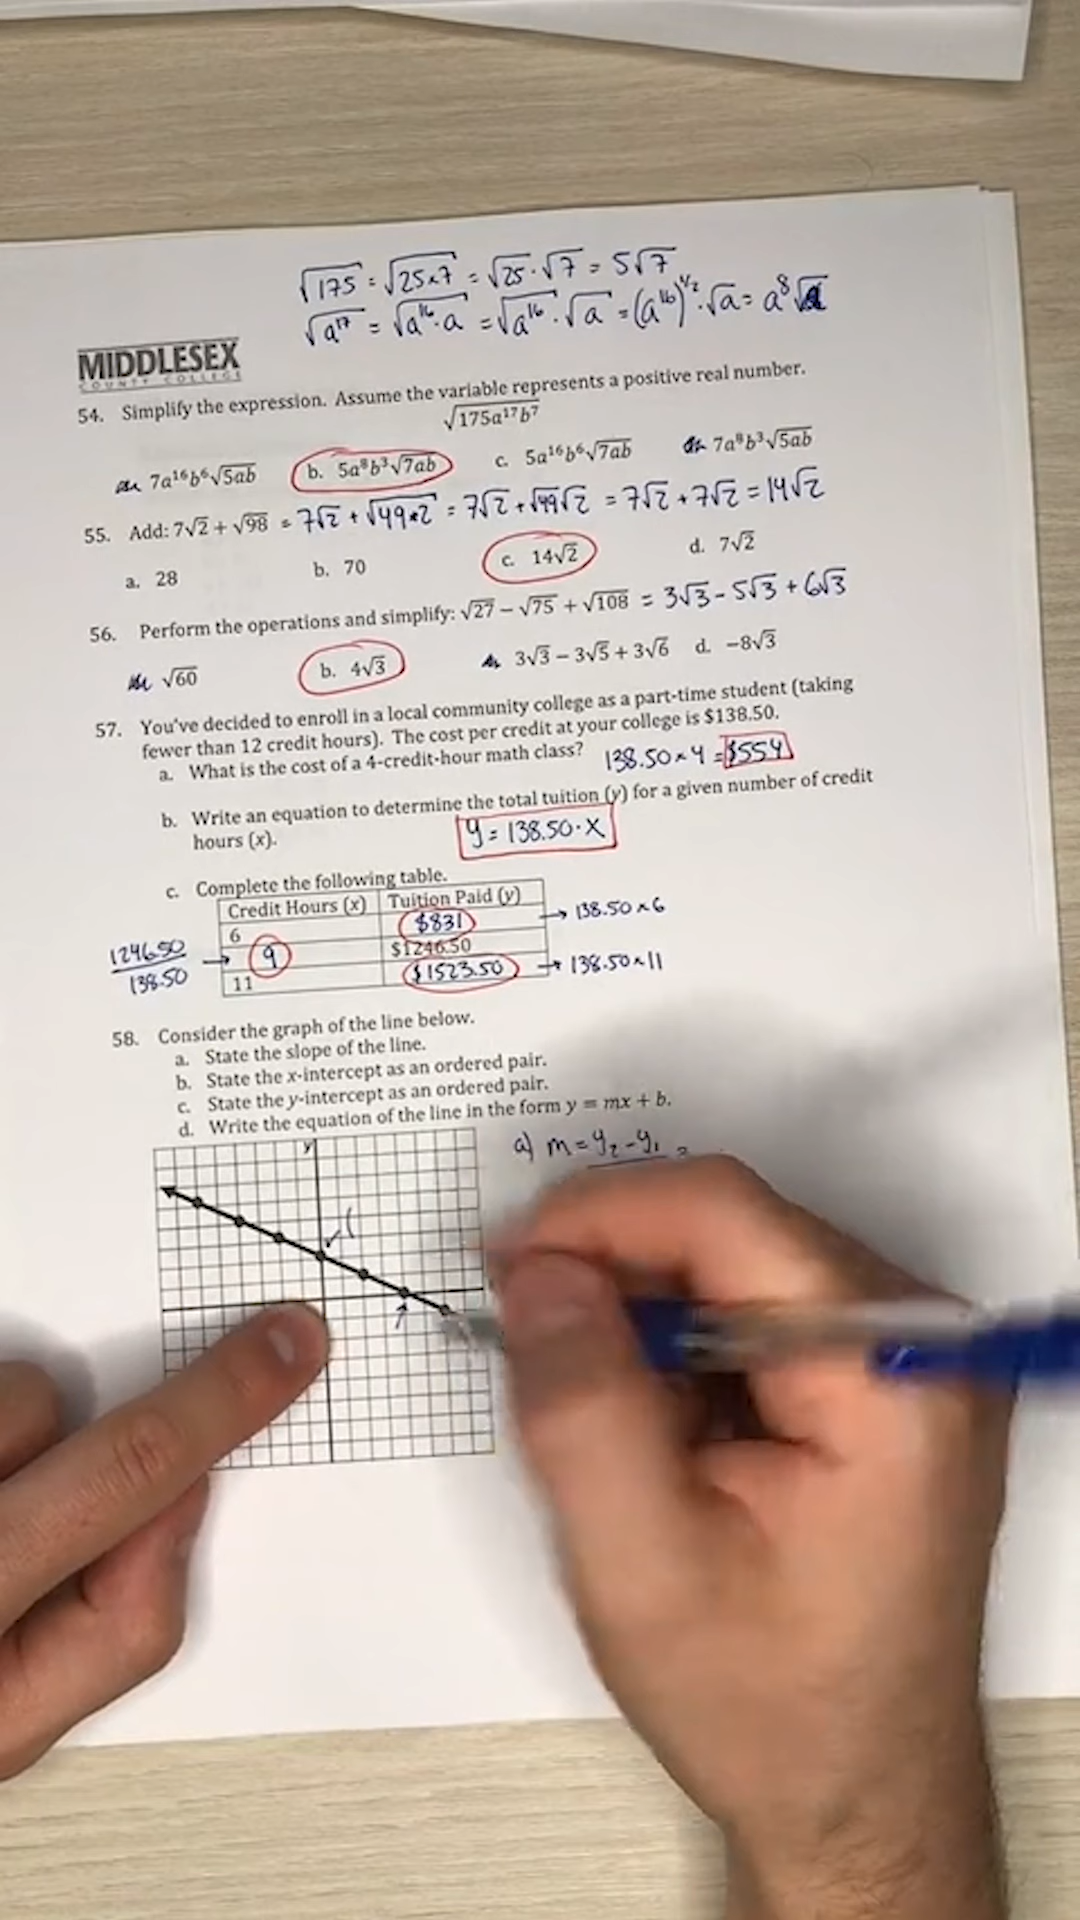 √175 = √25×7 = √25 · √7 = 5√7
√a¹⁷ = √a¹⁶·a = √a¹⁶ · √a = (a¹⁶)^1/2 · √a = a⁸√a
MIDDLESEX
COUNTY COLLEGE
54. Simplify the expression. Assume the variable represents a positive real number.
√175a¹⁷b⁷
7a¹⁶b⁶√5ab b. 5a⁸b³√7ab c. 5a¹⁶b⁶√7ab 7a⁸b³√5ab
55. Add: 7√2 + √98 = 7√2 + √49×2 = 7√2 + √49√2 = 7√2 + 7√2 = 14√2
a. 28 b. 70 c. 14√2 d. 7√2
56. Perform the operations and simplify: √27 − √75 + √108 = 3√3 − 5√3 + 6√3
√60 b. 4√3 3√3 − 3√5 + 3√6 d. −8√3
57. You've decided to enroll in a local community college as a part-time student (taking
fewer than 12 credit hours). The cost per credit at your college is $138.50.
a. What is the cost of a 4-credit-hour math class? 138.50×4 = $554
b. Write an equation to determine the total tuition (y) for a given number of credit
hours (x). y = 138.50·x
c. Complete the following table.
Credit Hours (x) Tuition Paid (y)
6 $831 → 138.50×6
1246.50/138.50 → 9 $1246.50
11 $1523.50 → 138.50×11
58. Consider the graph of the line below.
a. State the slope of the line.
b. State the x-intercept as an ordered pair.
c. State the y-intercept as an ordered pair.
d. Write the equation of the line in the form y = mx + b.
y
a) m = y₂-y₁